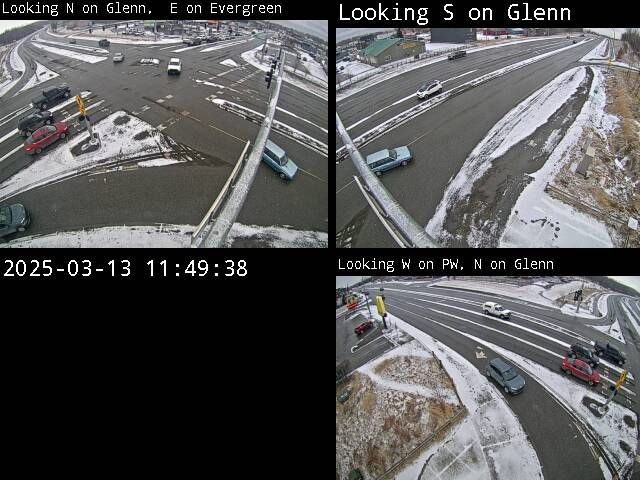 Looking N on Glenn,  E on Evergreen
Looking S on Glenn
2025-03-13 11:49:38
Looking W on PW, N on Glenn